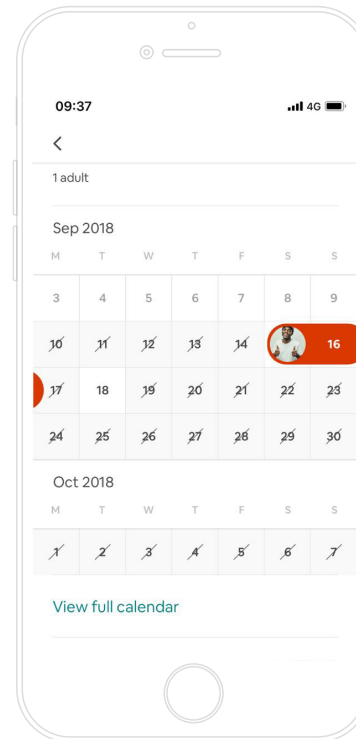 09:37 4G
1 adult
Sep 2018
M T W T F S S
3 4 5 6 7 8 9
10 11 12 13 14 16
17 18 19 20 21 22 23
24 25 26 27 28 29 30
Oct 2018
M T W T F S S
1 2 3 4 5 6 7
View full calendar